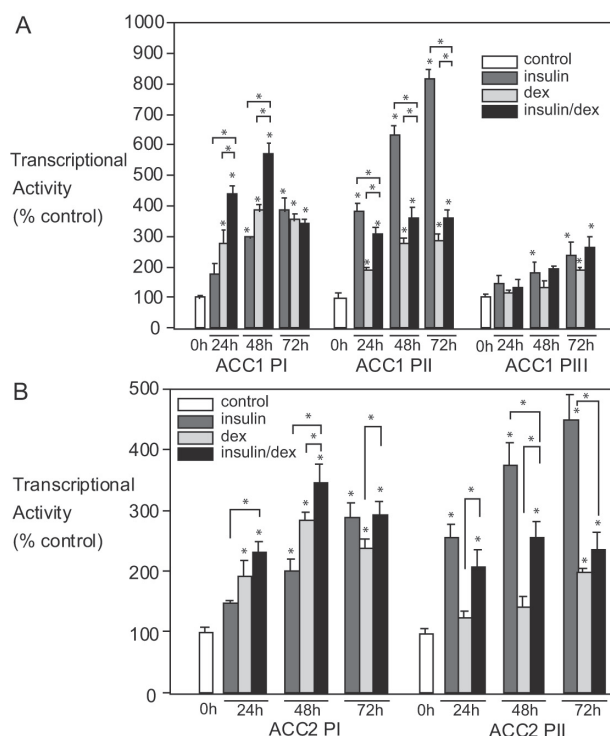 A
1000
900
800
700
600
500
400
300
200
100
0
Transcriptional
Activity
(% control)
control
insulin
dex
insulin/dex
* * * * * * * * * * * * * * * * * * * * * * * * * * * *
0h 24h 48h 72h 0h 24h 48h 72h 0h 24h 48h 72h
ACC1 PI ACC1 PII ACC1 PIII
B
500
400
300
200
100
0
Transcriptional
Activity
(% control)
control
insulin
dex
insulin/dex
* * * * * * * * * * * * * * * * * * * * * * *
0h 24h 48h 72h 0h 24h 48h 72h
ACC2 PI ACC2 PII